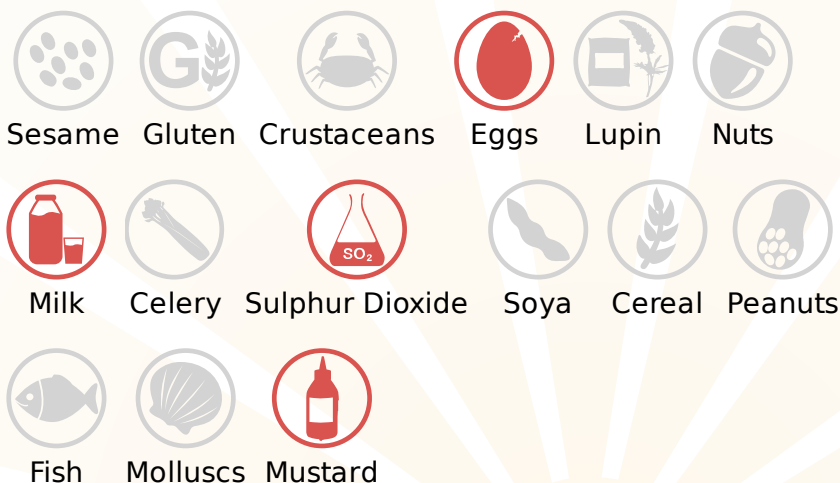 G
Sesame Gluten Crustaceans Eggs Lupin Nuts
SO₂
Milk Celery Sulphur Dioxide Soya Cereal Peanuts
Fish Molluscs Mustard